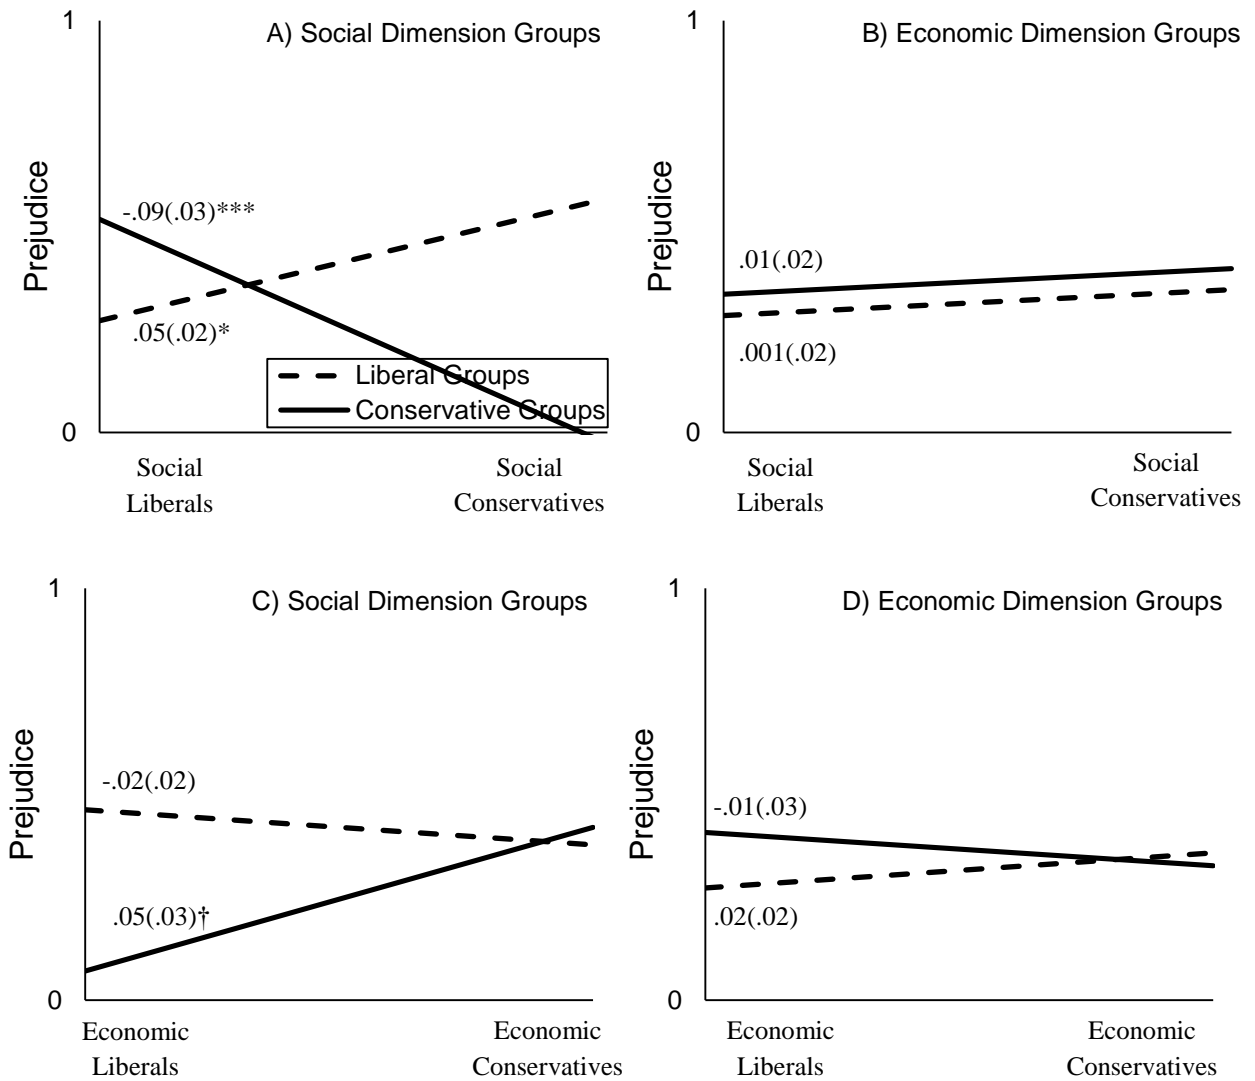 1
A) Social Dimension Groups
Prejudice
-.09(.03)***
.05(.02)*
Liberal Groups
Conservative Groups
0
Social
Liberals
Social
Conservatives
1
B) Economic Dimension Groups
Prejudice
.01(.02)
.001(.02)
0
Social
Liberals
Social
Conservatives
1
C) Social Dimension Groups
Prejudice
-.02(.02)
.05(.03)†
0
Economic
Liberals
Economic
Conservatives
1
D) Economic Dimension Groups
Prejudice
-.01(.03)
.02(.02)
0
Economic
Liberals
Economic
Conservatives